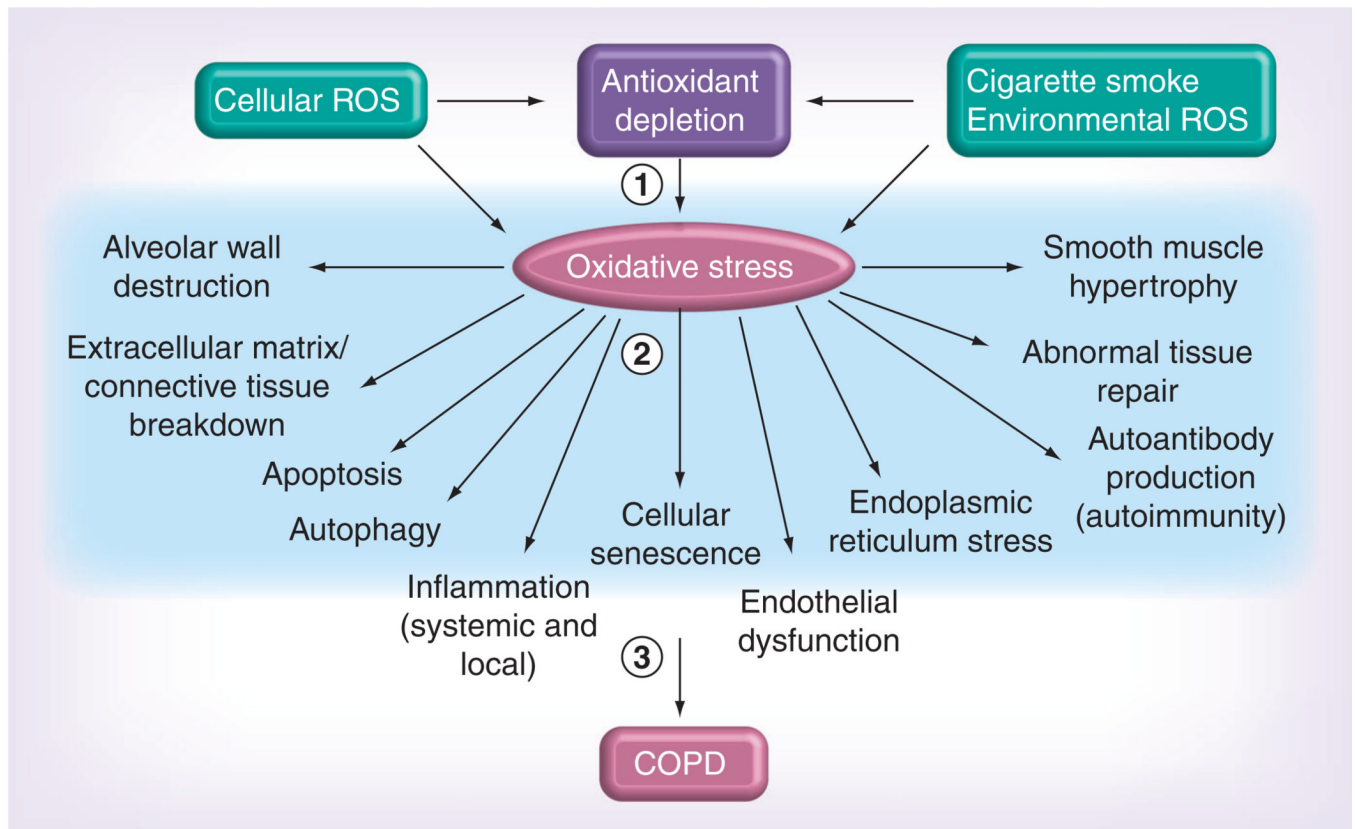 Cellular ROS
Antioxidant
depletion
Cigarette smoke
Environmental ROS
1
Oxidative stress
Alveolar wall
destruction
Smooth muscle
hypertrophy
Extracellular matrix/
connective tissue
breakdown
2
Abnormal tissue
repair
Apoptosis
Autophagy
Inflammation
(systemic and
local)
Cellular
senescence
Endothelial
dysfunction
Endoplasmic
reticulum stress
Autoantibody
production
(autoimmunity)
3
COPD